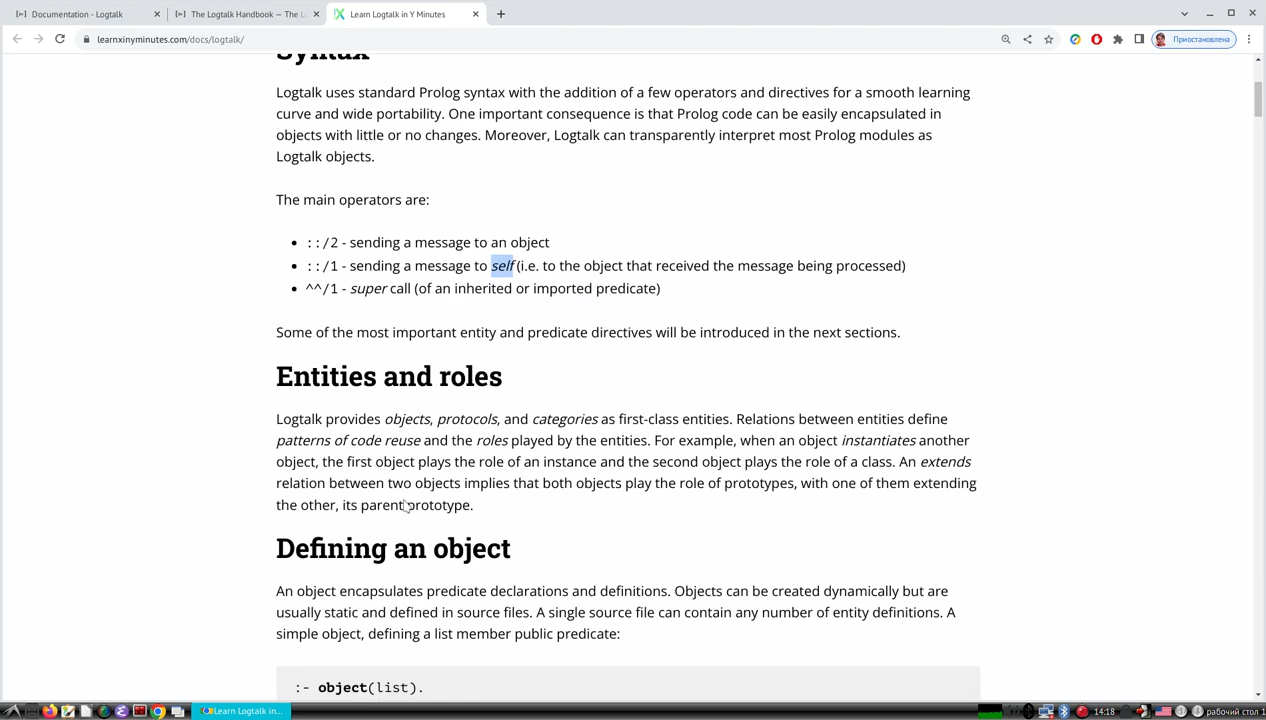 Documentation - Logtalk
The Logtalk Handbook — The L
Learn Logtalk in Y Minutes
learnxinyminutes.com/docs/logtalk/
Приостановлена
Syntax
Logtalk uses standard Prolog syntax with the addition of a few operators and directives for a smooth learning
curve and wide portability. One important consequence is that Prolog code can be easily encapsulated in
objects with little or no changes. Moreover, Logtalk can transparently interpret most Prolog modules as
Logtalk objects.
The main operators are:
• ::/2 - sending a message to an object
• ::/1 - sending a message to self (i.e. to the object that received the message being processed)
• ^^/1 - super call (of an inherited or imported predicate)
Some of the most important entity and predicate directives will be introduced in the next sections.
Entities and roles
Logtalk provides objects, protocols, and categories as first-class entities. Relations between entities define
patterns of code reuse and the roles played by the entities. For example, when an object instantiates another
object, the first object plays the role of an instance and the second object plays the role of a class. An extends
relation between two objects implies that both objects play the role of prototypes, with one of them extending
the other, its parent prototype.
Defining an object
An object encapsulates predicate declarations and definitions. Objects can be created dynamically but are
usually static and defined in source files. A single source file can contain any number of entity definitions. A
simple object, defining a list member public predicate:
:- object(list).
Learn Logtalk in...
14:18
рабочий стол 1